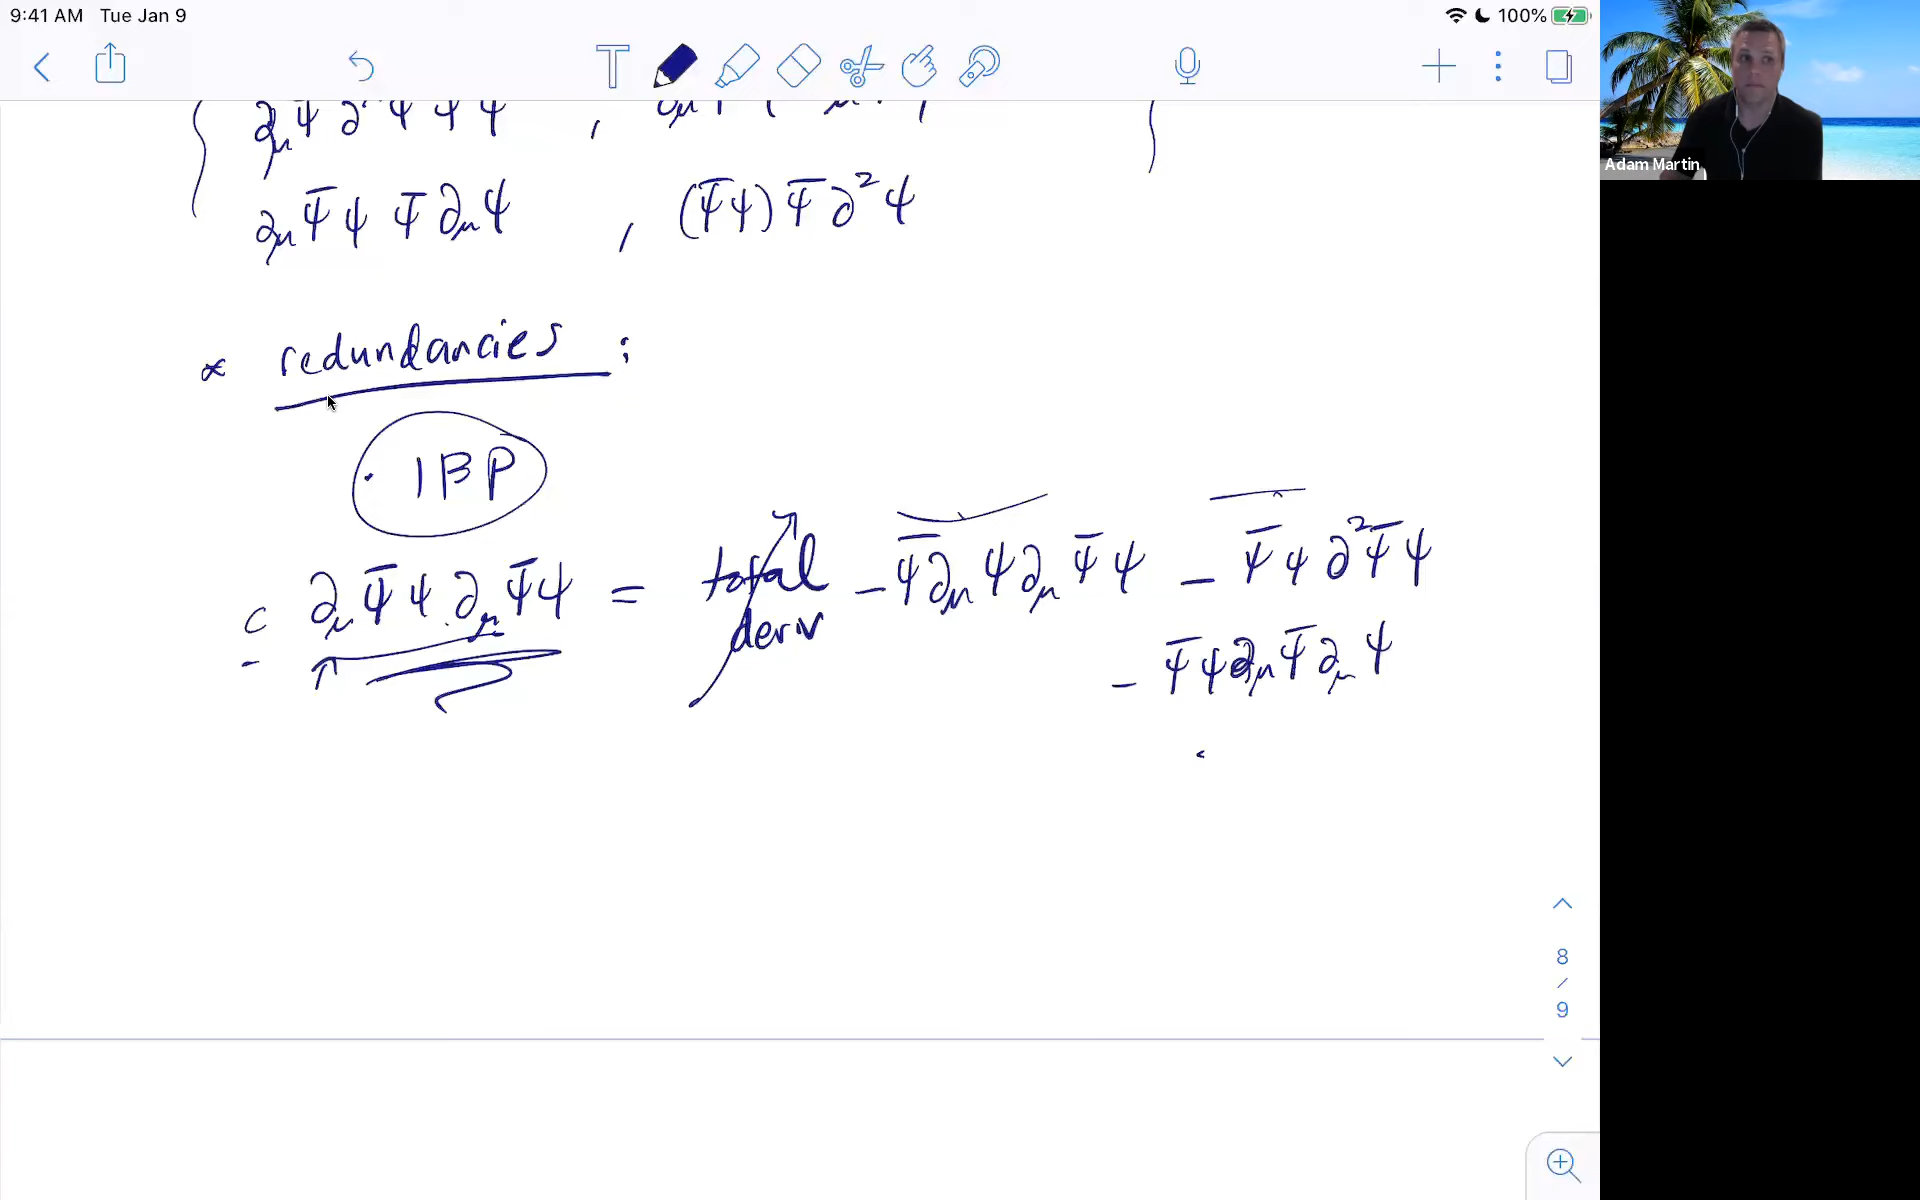 9:41 AM Tue Jan 9
100%
Adam Martin
∂μΨ̄ ∂ Ψ Ψ̄ Ψ ,
∂μΨ̄ Ψ Ψ̄ ∂μΨ , (Ψ̄Ψ) Ψ̄ ∂²Ψ
* redundancies :
· IBP
c ∂μΨ̄ Ψ ∂μΨ̄ Ψ = total deriv − Ψ̄ ∂μΨ ∂μΨ̄ Ψ − Ψ̄ Ψ ∂²Ψ̄ Ψ
− Ψ̄ Ψ ∂μΨ̄ ∂μΨ
8
/
9